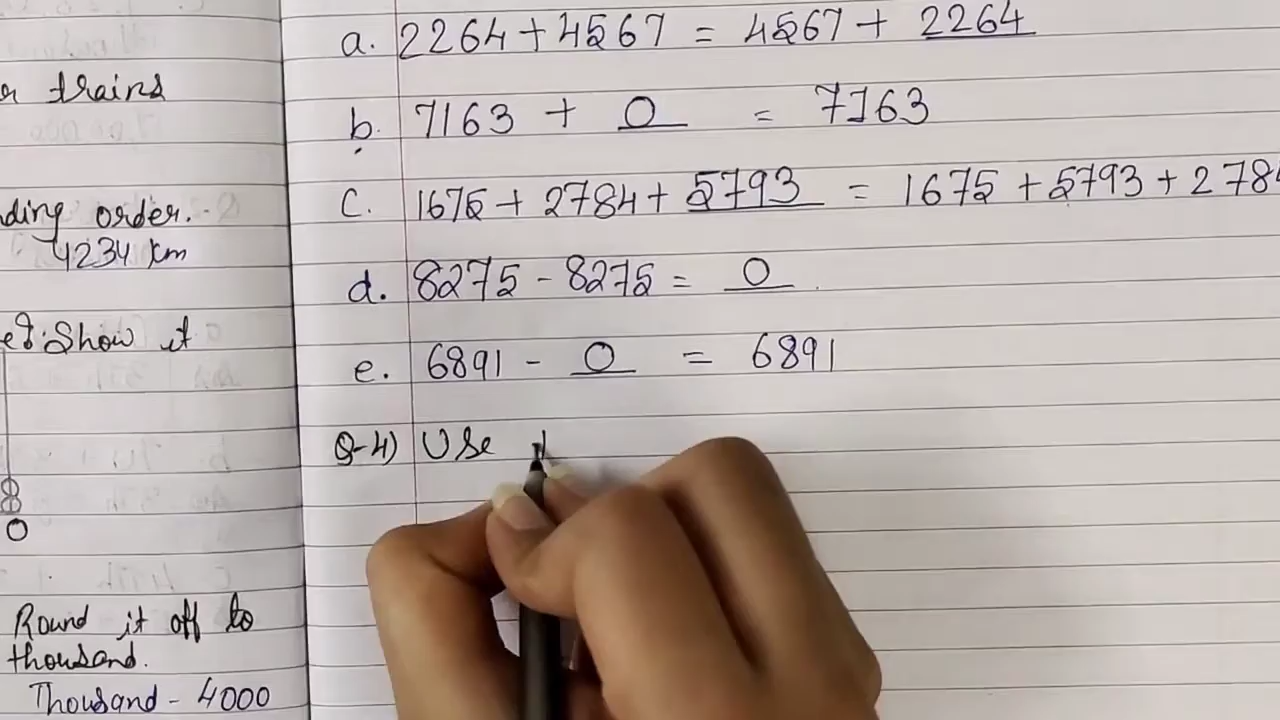 trains
ding order.
4234 km
Show it
0
Round it off to
thousand.
Thousand - 4000
a. 2264 + 4567 = 4567 + 2264
b. 7163 + 0 = 7163
C. 1675 + 2784 + 5793 = 1675 + 5793 + 278
d. 8275 - 8275 = 0
e. 6891 - 0 = 6891
Q-4) Use